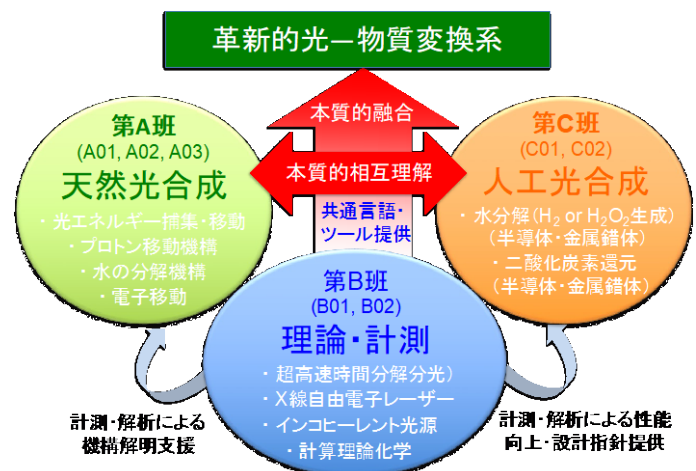 革新的光―物質変換系
本質的融合
本質的相互理解
共通言語・
ツール提供
第A班
(A01, A02, A03)
天然光合成
・光エネルギー捕集・移動
・プロトン移動機構
・水の分解機構
・電子移動
第C班
(C01, C02)
人工光合成
・水分解(H₂ or H₂O₂生成)
(半導体・金属錯体)
・二酸化炭素還元
(半導体・金属錯体)
第B班
(B01, B02)
理論・計測
・超高速時間分解分光)
・X線自由電子レーザー
・インコヒーレント光源
・計算理論化学
計測・解析による
機構解明支援
計測・解析による性能
向上・設計指針提供